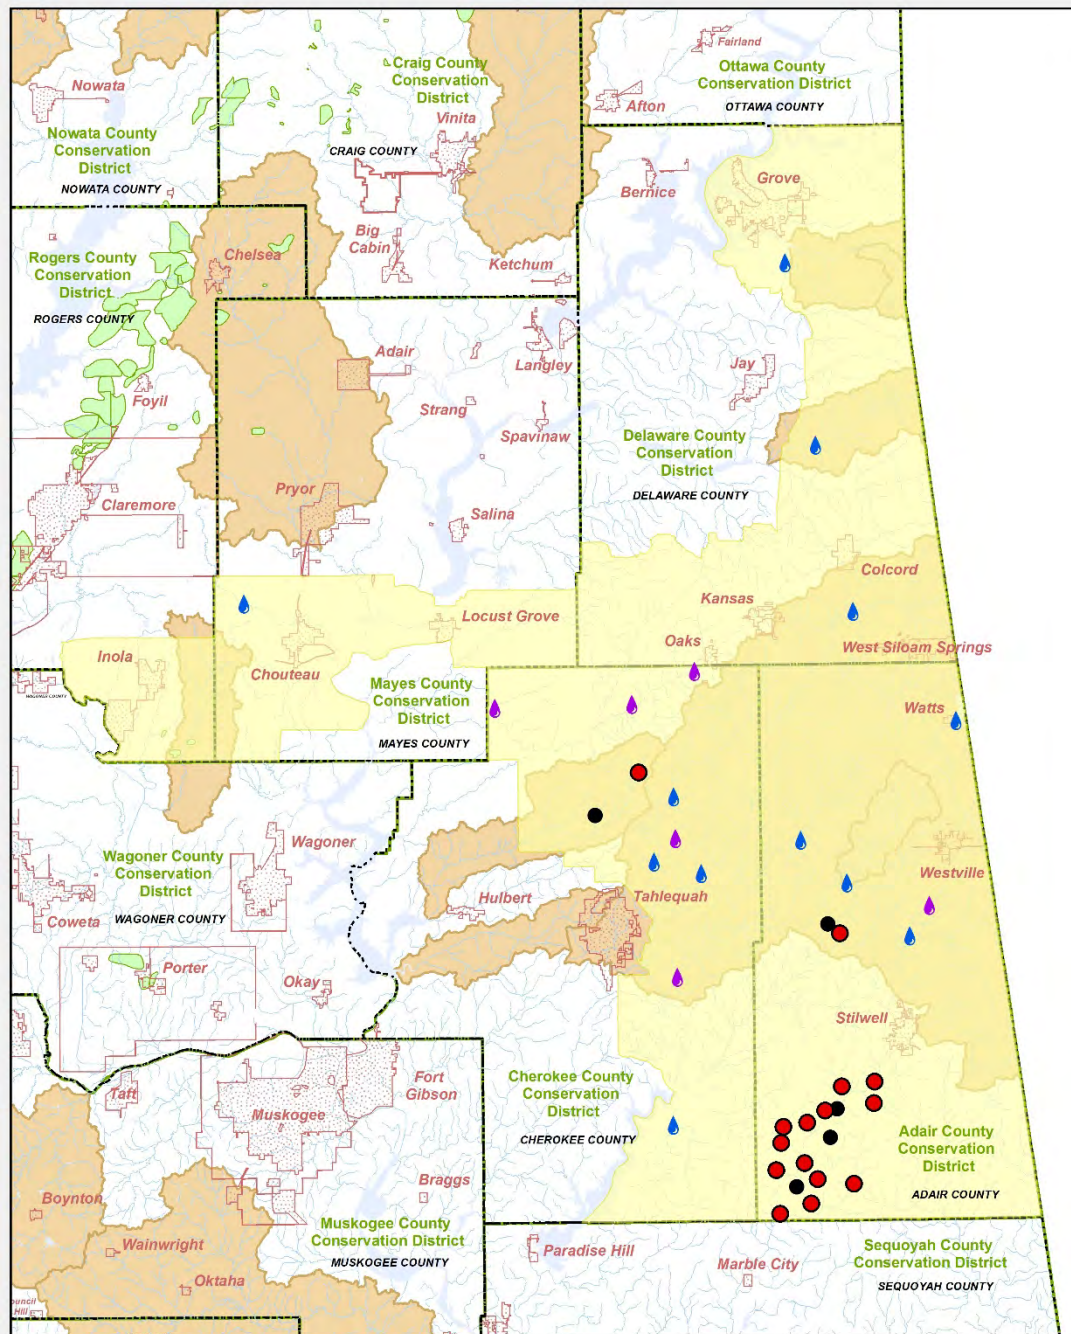 Fairland
Craig County
Conservation
District
Ottawa County
Conservation District
OTTAWA COUNTY
Nowata
Afton
Vinita
Nowata County
Conservation
District
NOWATA COUNTY
CRAIG COUNTY
Bernice
Grove
Big
Cabin
Rogers County
Conservation
District
ROGERS COUNTY
Chelsea
Ketchum
Adair
Langley
Jay
Foyil
Strang
Spavinaw
Delaware County
Conservation
District
DELAWARE COUNTY
Pryor
Claremore
Salina
Colcord
Kansas
Locust Grove
Oaks
West Siloam Springs
Inola
Chouteau
Mayes County
Conservation
District
MAYES COUNTY
Watts
Wagoner
Wagoner County
Conservation
District
WAGONER COUNTY
Westville
Tahlequah
Hulbert
Coweta
Porter
Okay
Stilwell
Cherokee County
Conservation
District
CHEROKEE COUNTY
Fort
Gibson
Taft
Muskogee
Adair County
Conservation
District
ADAIR COUNTY
Braggs
Boynton
Muskogee County
Conservation District
MUSKOGEE COUNTY
Wainwright
Paradise Hill
Sequoyah County
Conservation District
SEQUOYAH COUNTY
Marble City
Oktaha
Hill